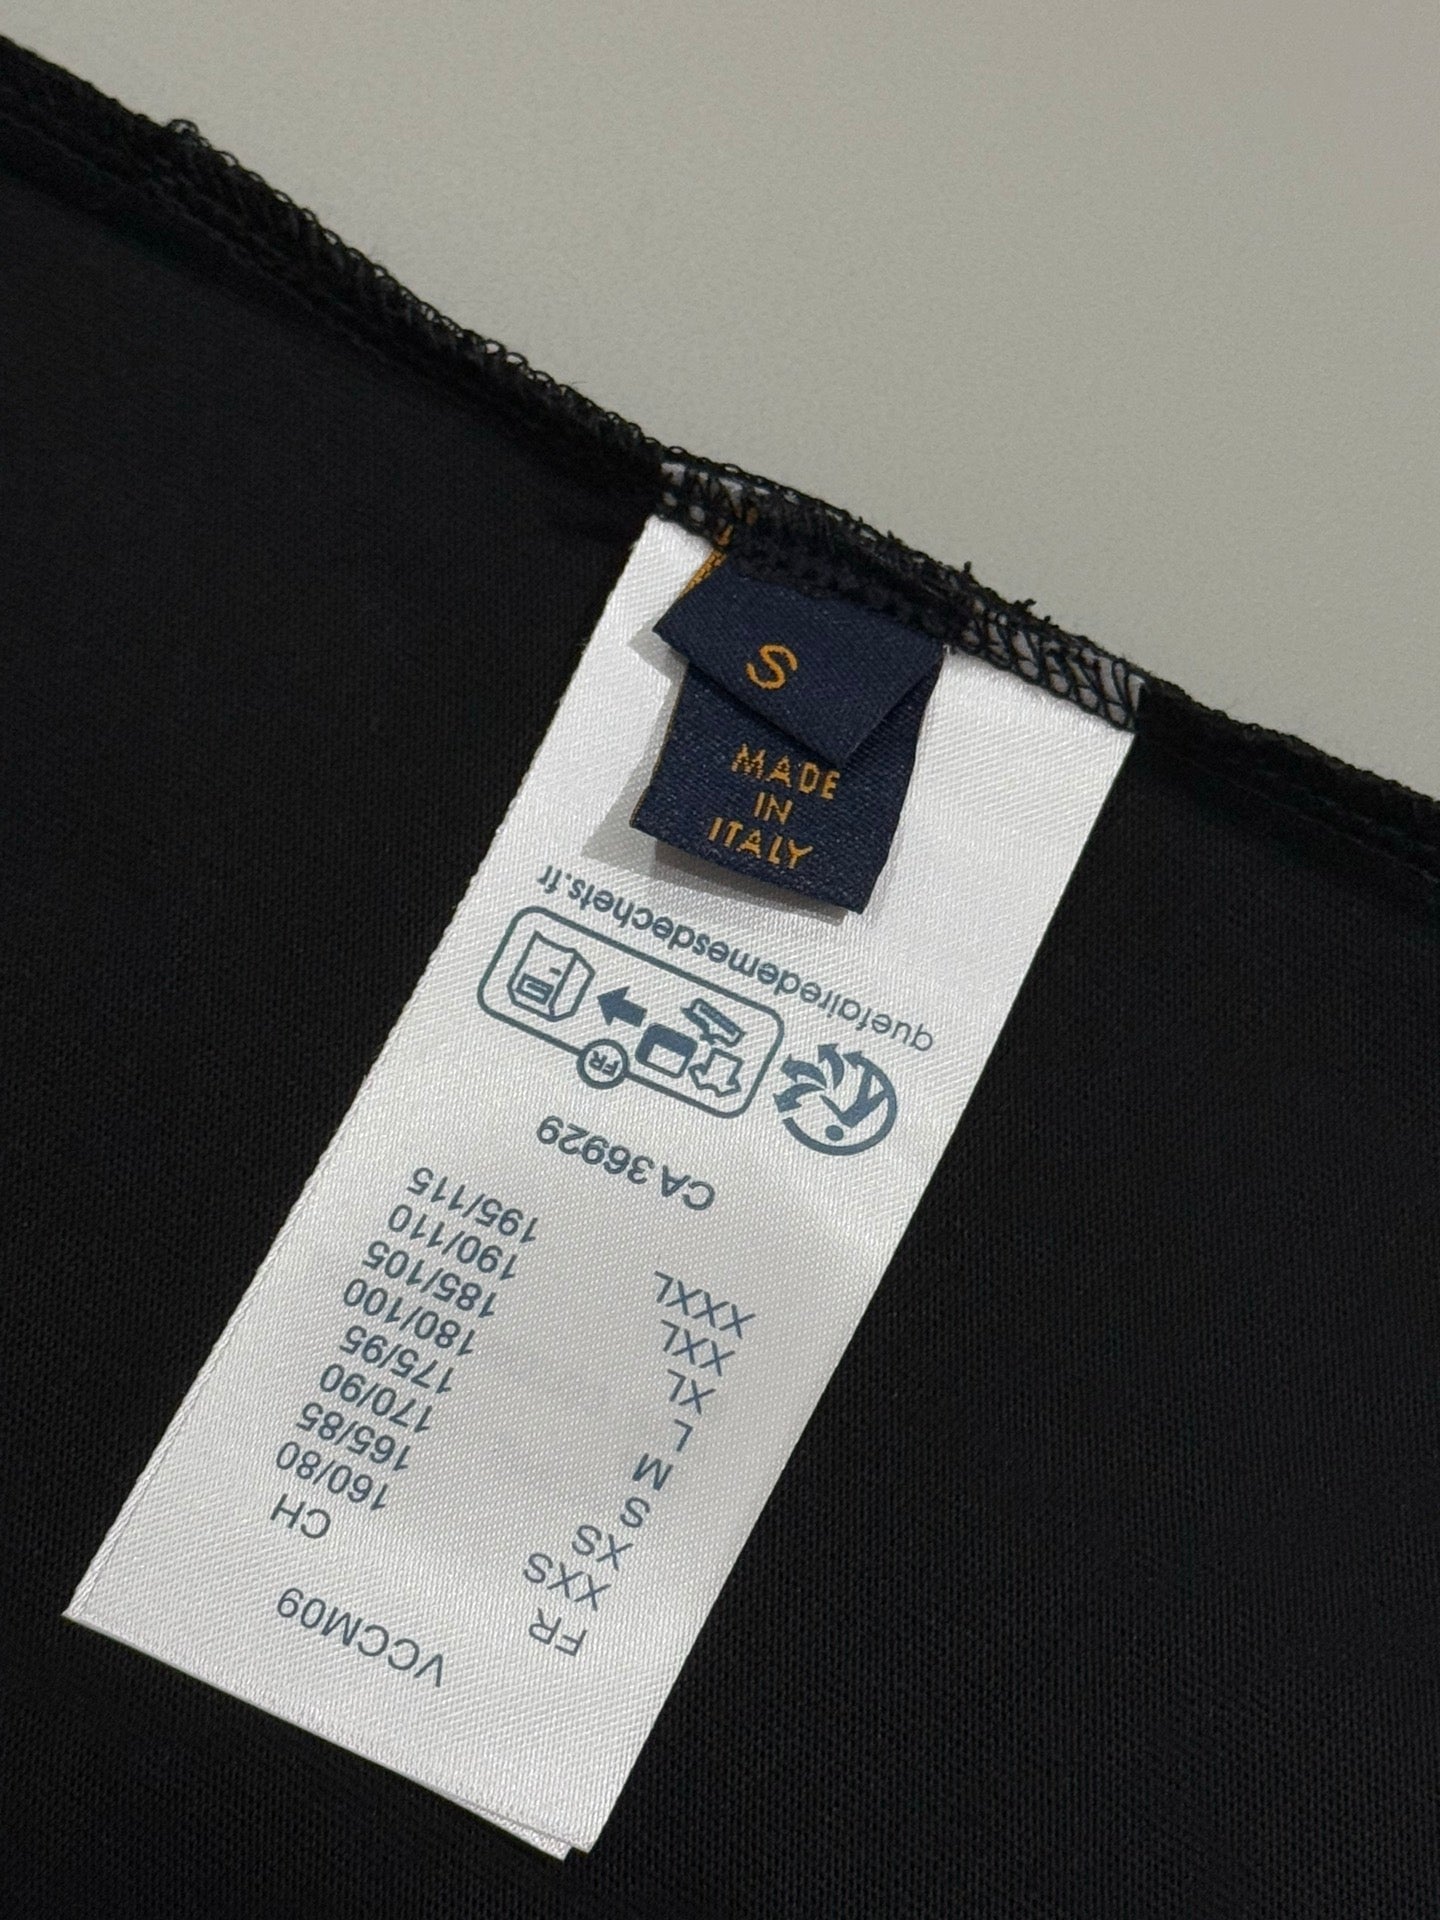 S
MADE
IN
ITALY
VCCM09
FR CH
XXS 160/80
XS 165/85
S 170/90
M 175/95
L 180/100
XL 185/105
XXL 190/110
XXXL 195/115
CA 36929
FR
quefairedemesdechets.fr